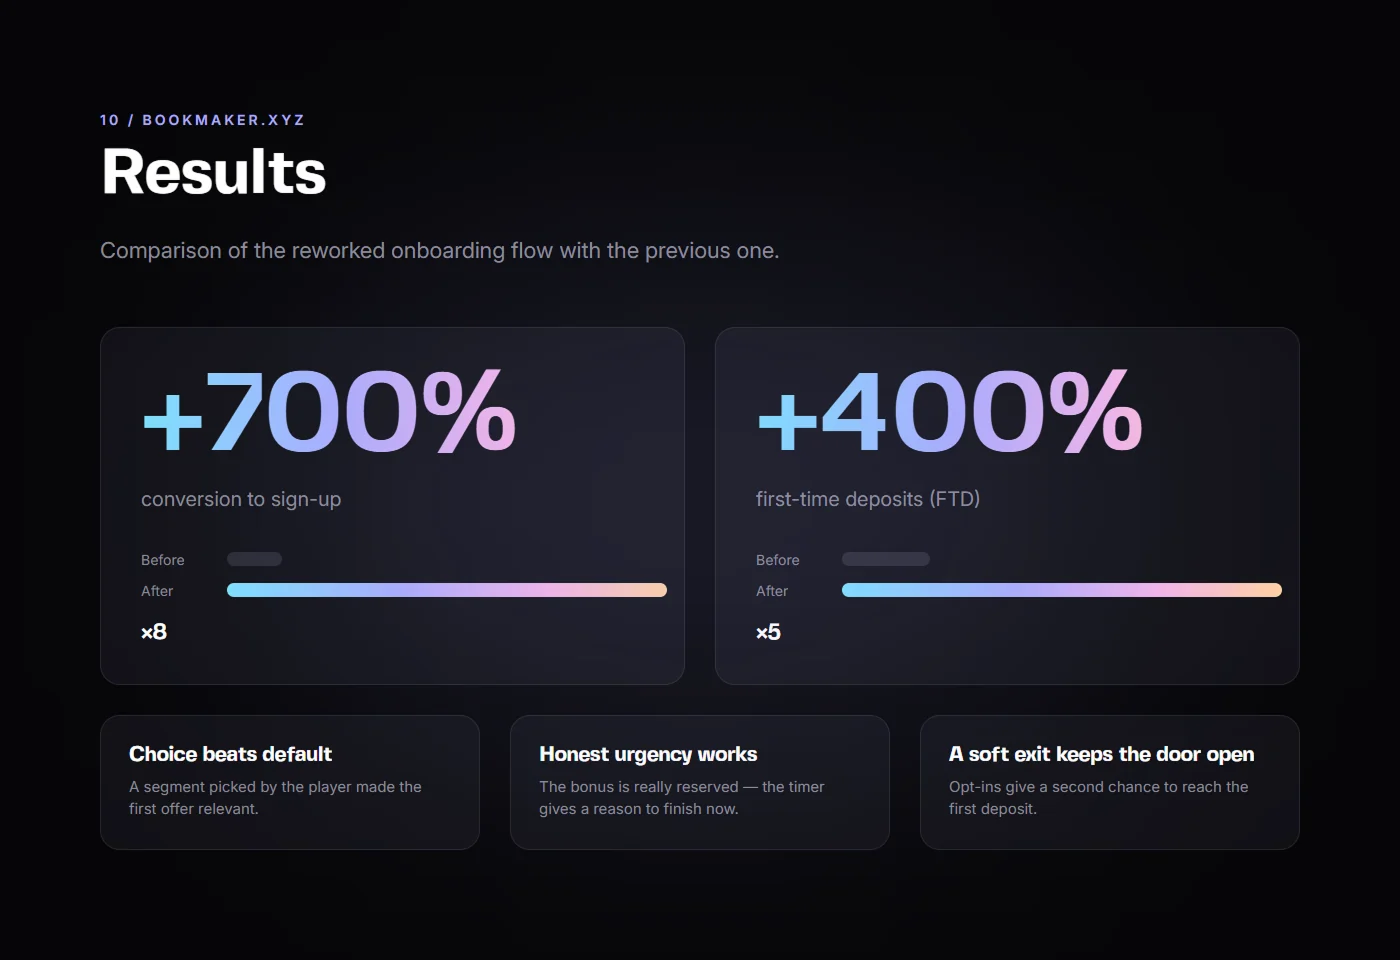 10 / BOOKMAKER.XYZ
Results
Comparison of the reworked onboarding flow with the previous one.
+700%
conversion to sign-up
Before
After
×8
+400%
first-time deposits (FTD)
Before
After
×5
Choice beats default
A segment picked by the player made the
first offer relevant.
Honest urgency works
The bonus is really reserved — the timer
gives a reason to finish now.
A soft exit keeps the door open
Opt-ins give a second chance to reach the
first deposit.